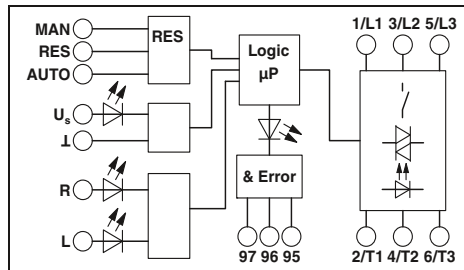 MAN
RES
AUTO
RES
Us
⊥
R
L
Logic
µP
& Error
97 96 95
1/L1 3/L2 5/L3
2/T1 4/T2 6/T3